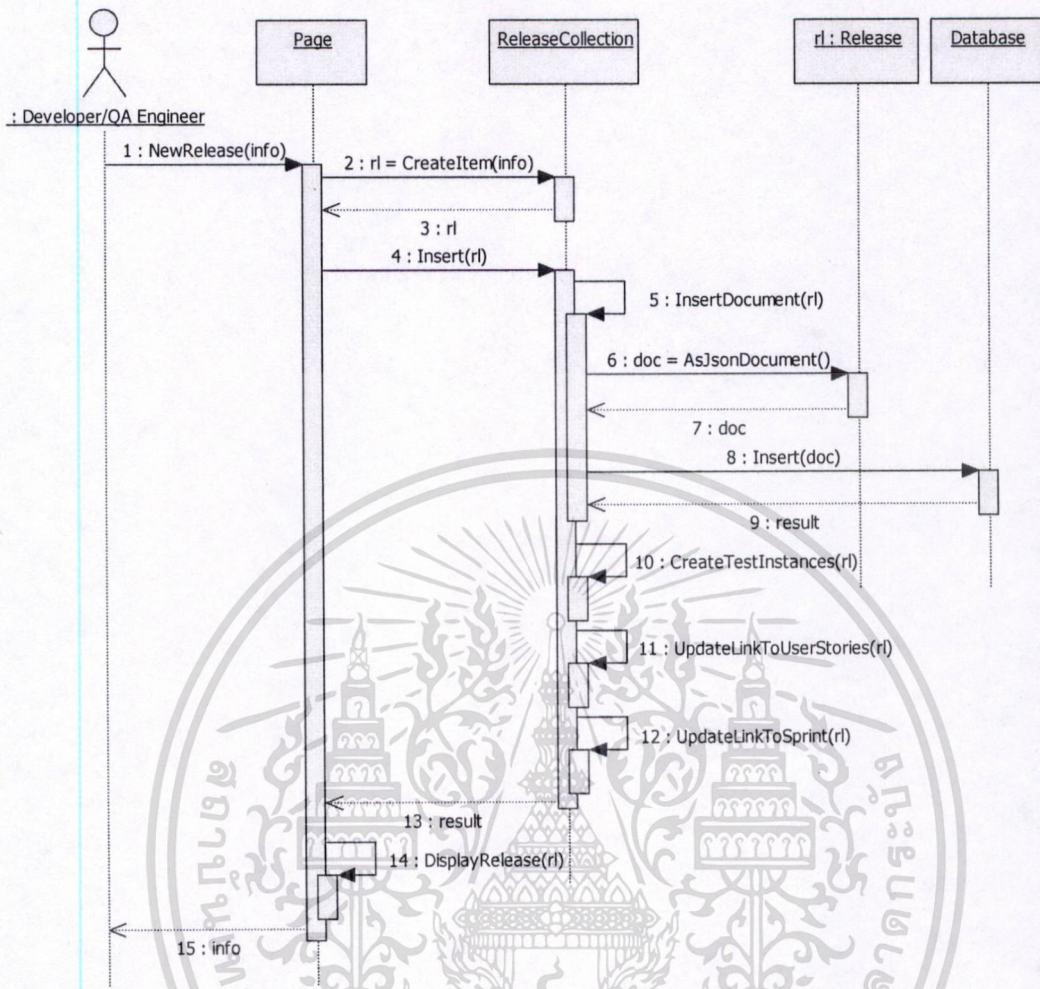 Page
ReleaseCollection
rl : Release
Database
: Developer/QA Engineer
1 : NewRelease(info)
2 : rl = CreateItem(info)
3 : rl
4 : Insert(rl)
5 : InsertDocument(rl)
6 : doc = AsJsonDocument()
7 : doc
8 : Insert(doc)
9 : result
10 : CreateTestInstances(rl)
11 : UpdateLinkToUserStories(rl)
12 : UpdateLinkToSprint(rl)
13 : result
14 : DisplayRelease(rl)
15 : info